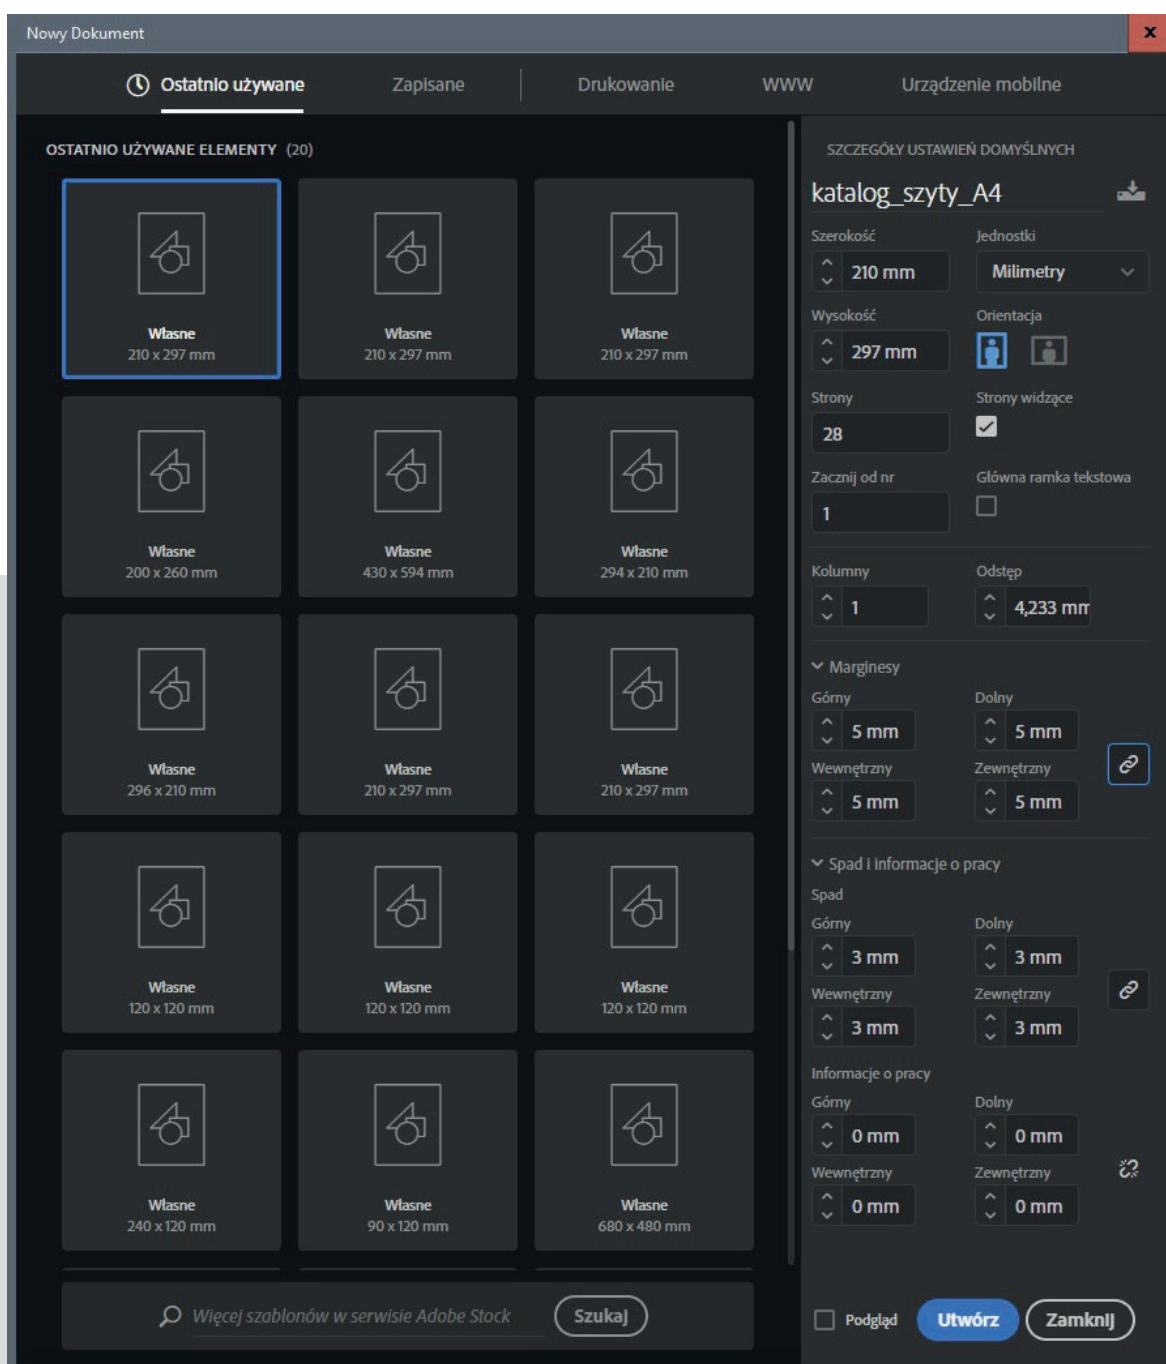 Nowy Dokument
x
Ostatnio używane Zapisane Drukowanie WWW Urządzenie mobilne
OSTATNIO UŻYWANE ELEMENTY (20)
Własne Własne Własne
210 x 297 mm 210 x 297 mm 210 x 297 mm
Własne Własne Własne
200 x 260 mm 430 x 594 mm 294 x 210 mm
Własne Własne Własne
296 x 210 mm 210 x 297 mm 210 x 297 mm
Własne Własne Własne
120 x 120 mm 120 x 120 mm 120 x 120 mm
Własne Własne Własne
240 x 120 mm 90 x 120 mm 680 x 480 mm
Więcej szablonów w serwisie Adobe Stock Szukaj
SZCZEGÓŁY USTAWIEŃ DOMYŚLNYCH
katalog_szyty_A4
Szerokość Jednostki
210 mm Milimetry
Wysokość Orientacja
297 mm
Strony Strony widzące
28
Zacznij od nr Główna ramka tekstowa
1
Kolumny Odstęp
1 4,233 mm
Marginesy
Górny Dolny
5 mm 5 mm
Wewnętrzny Zewnętrzny
5 mm 5 mm
Spad i informacje o pracy
Spad
Górny Dolny
3 mm 3 mm
Wewnętrzny Zewnętrzny
3 mm 3 mm
Informacje o pracy
Górny Dolny
0 mm 0 mm
Wewnętrzny Zewnętrzny
0 mm 0 mm
Podgląd Utwórz Zamknij